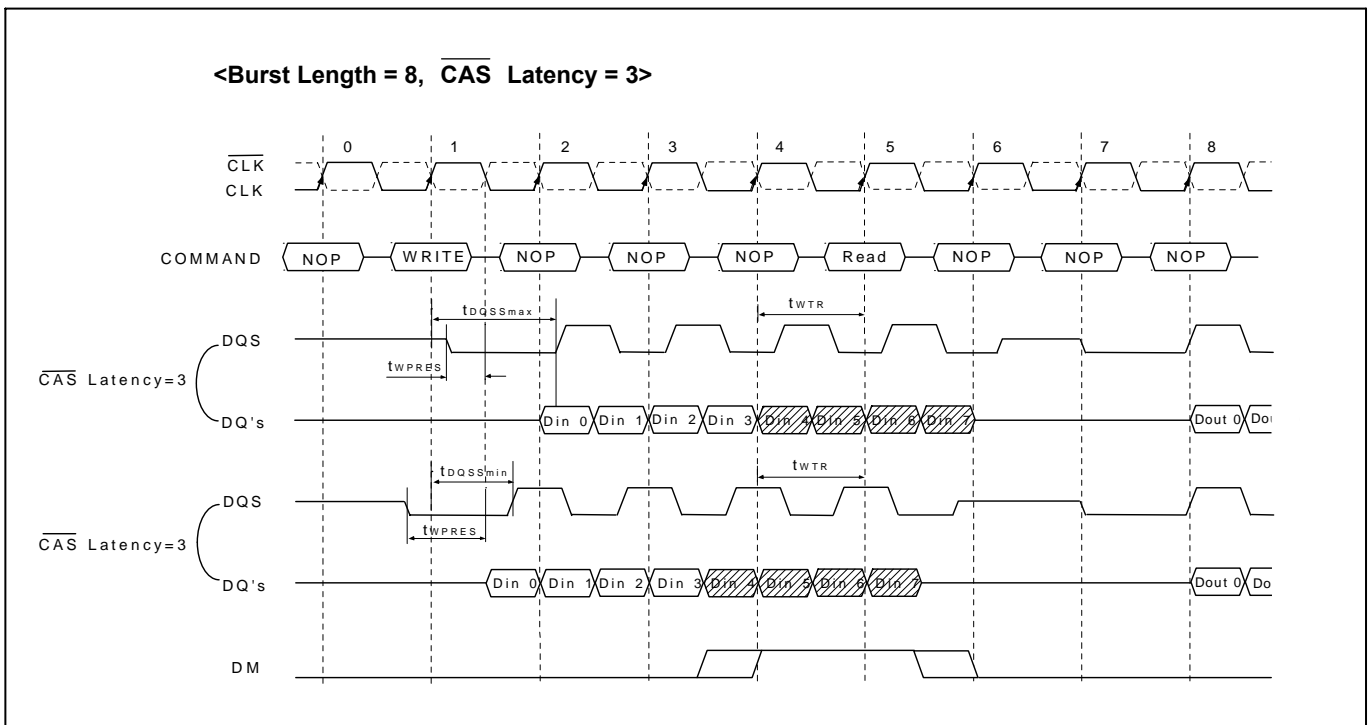 <Burst Length = 8, CAS Latency = 3>
0 1 2 3 4 5 6 7 8
CLK
CLK
COMMAND NOP WRITE NOP NOP NOP Read NOP NOP NOP
tDQSSmax tWTR
DQS
tWPRES
CAS Latency=3
DQ's Din 0 Din 1 Din 2 Din 3 Din 4 Din 5 Din 6 Din 7 Dout 0
tDQSSmin tWTR
DQS
tWPRES
CAS Latency=3
DQ's Din 0 Din 1 Din 2 Din 3 Din 4 Din 5 Din 6 Din 7 Dout 0
DM